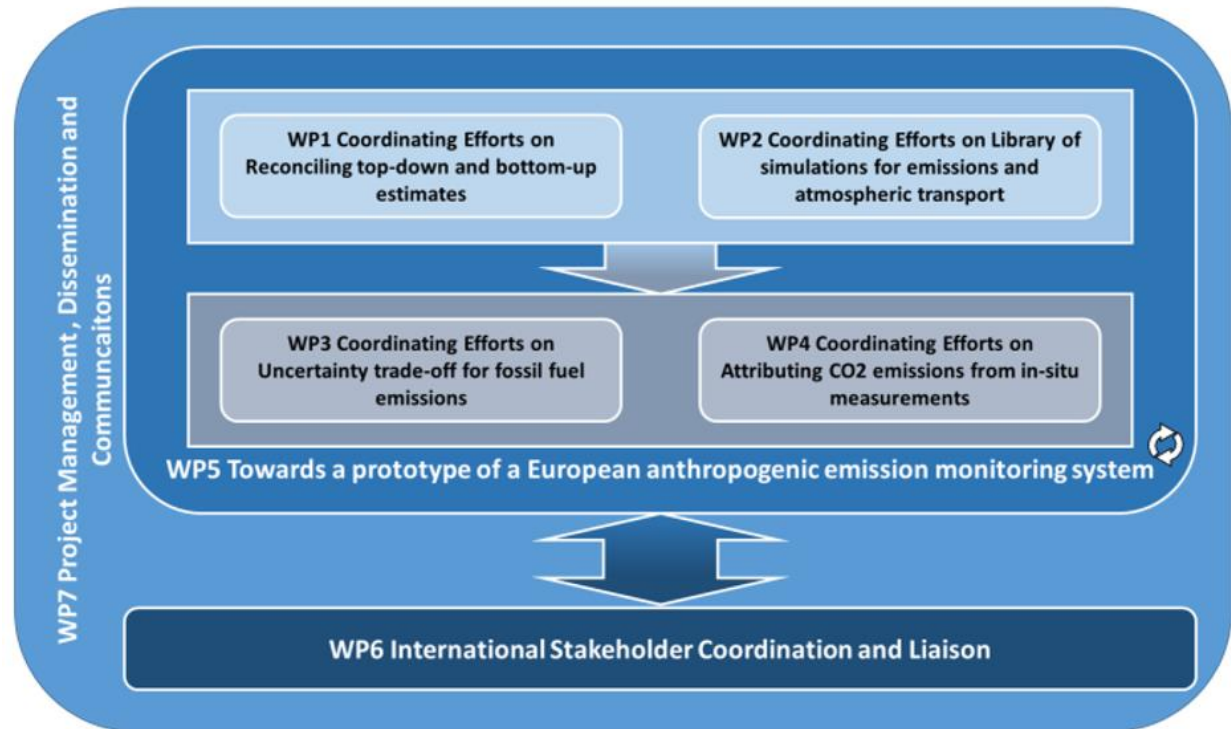 WP7 Project Management , Dissemination and
Communcaitons
WP1 Coordinating Efforts on
Reconciling top-down and bottom-up
estimates
WP2 Coordinating Efforts on Library of
simulations for emissions and
atmospheric transport
WP3 Coordinating Efforts on
Uncertainty trade-off for fossil fuel
emissions
WP4 Coordinating Efforts on
Attributing CO2 emissions from in-situ
measurements
WP5 Towards a prototype of a European anthropogenic emission monitoring system
WP6 International Stakeholder Coordination and Liaison